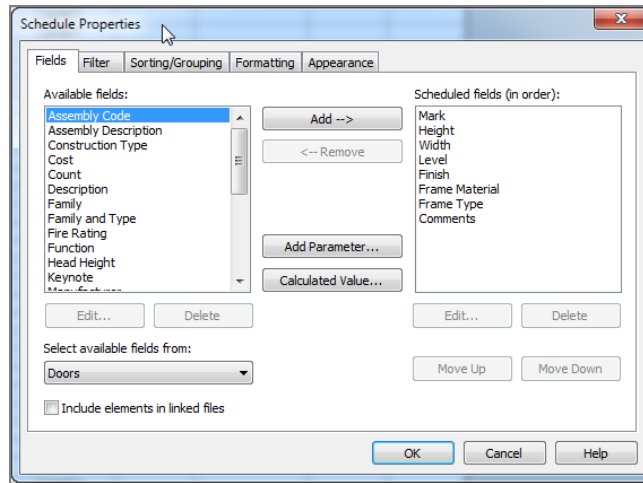 Schedule Properties
Fields
Filter
Sorting/Grouping
Formatting
Appearance
Available fields:
Assembly Code
Assembly Description
Construction Type
Cost
Count
Description
Family
Family and Type
Fire Rating
Function
Head Height
Keynote
Add -->
<-- Remove
Add Parameter...
Calculated Value...
Scheduled fields (in order):
Mark
Height
Width
Level
Finish
Frame Material
Frame Type
Comments
Edit...
Delete
Edit...
Delete
Select available fields from:
Doors
Move Up
Move Down
Include elements in linked files
OK
Cancel
Help